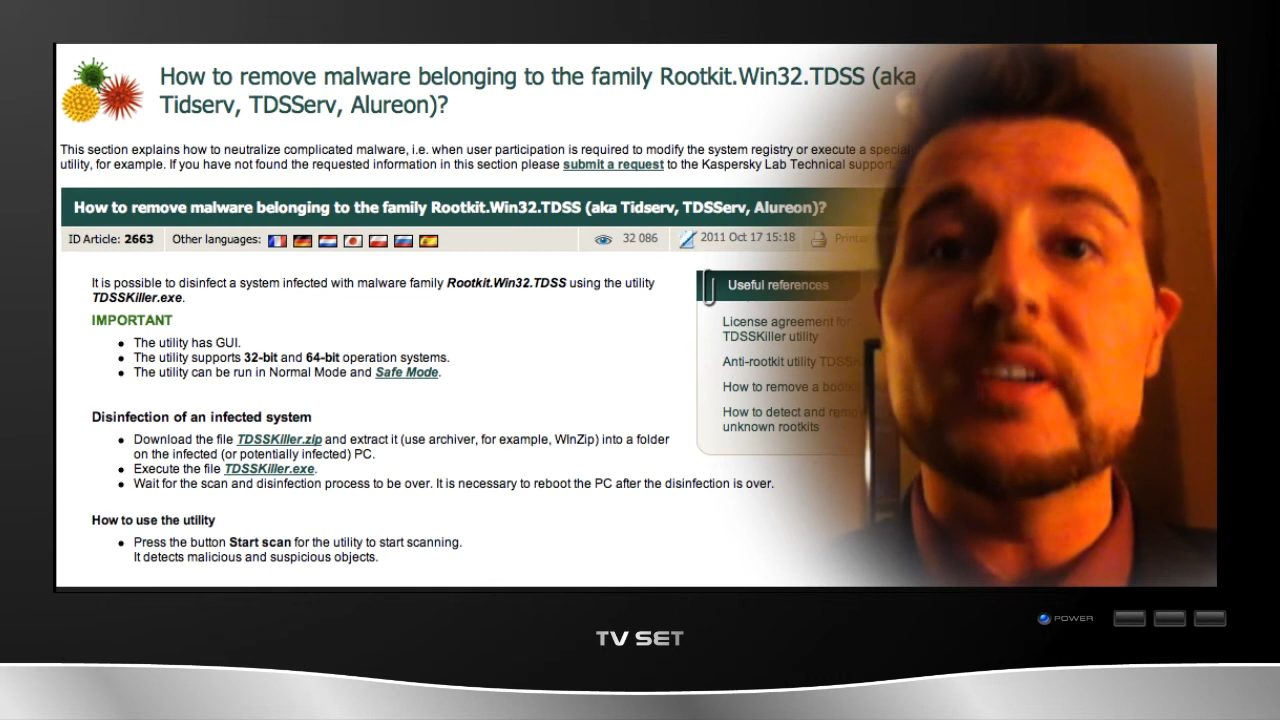 How to remove malware belonging to the family Rootkit.Win32.TDSS (aka
Tidserv, TDSServ, Alureon)?
This section explains how to neutralize complicated malware, i.e. when user participation is required to modify the system registry or execute a special
utility, for example. If you have not found the requested information in this section please submit a request to the Kaspersky Lab Technical support.
How to remove malware belonging to the family Rootkit.Win32.TDSS (aka Tidserv, TDSServ, Alureon)?
ID Article: 2663 Other languages: 32 086 2011 Oct 17 15:18
It is possible to disinfect a system infected with malware family Rootkit.Win32.TDSS using the utility
TDSSKiller.exe.
IMPORTANT
The utility has GUI.
The utility supports 32-bit and 64-bit operation systems.
The utility can be run in Normal Mode and Safe Mode.
Useful references
License agreement for
TDSSKiller utility
Anti-rootkit utility
How to remove a
How to detect and
unknown rootkits
Disinfection of an infected system
Download the file TDSSKiller.zip and extract it (use archiver, for example, WInZip) into a folder
on the infected (or potentially infected) PC.
Execute the file TDSSKiller.exe.
Wait for the scan and disinfection process to be over. It is necessary to reboot the PC after the disinfection is over.
How to use the utility
Press the button Start scan for the utility to start scanning.
It detects malicious and suspicious objects.
POWER
TV SET